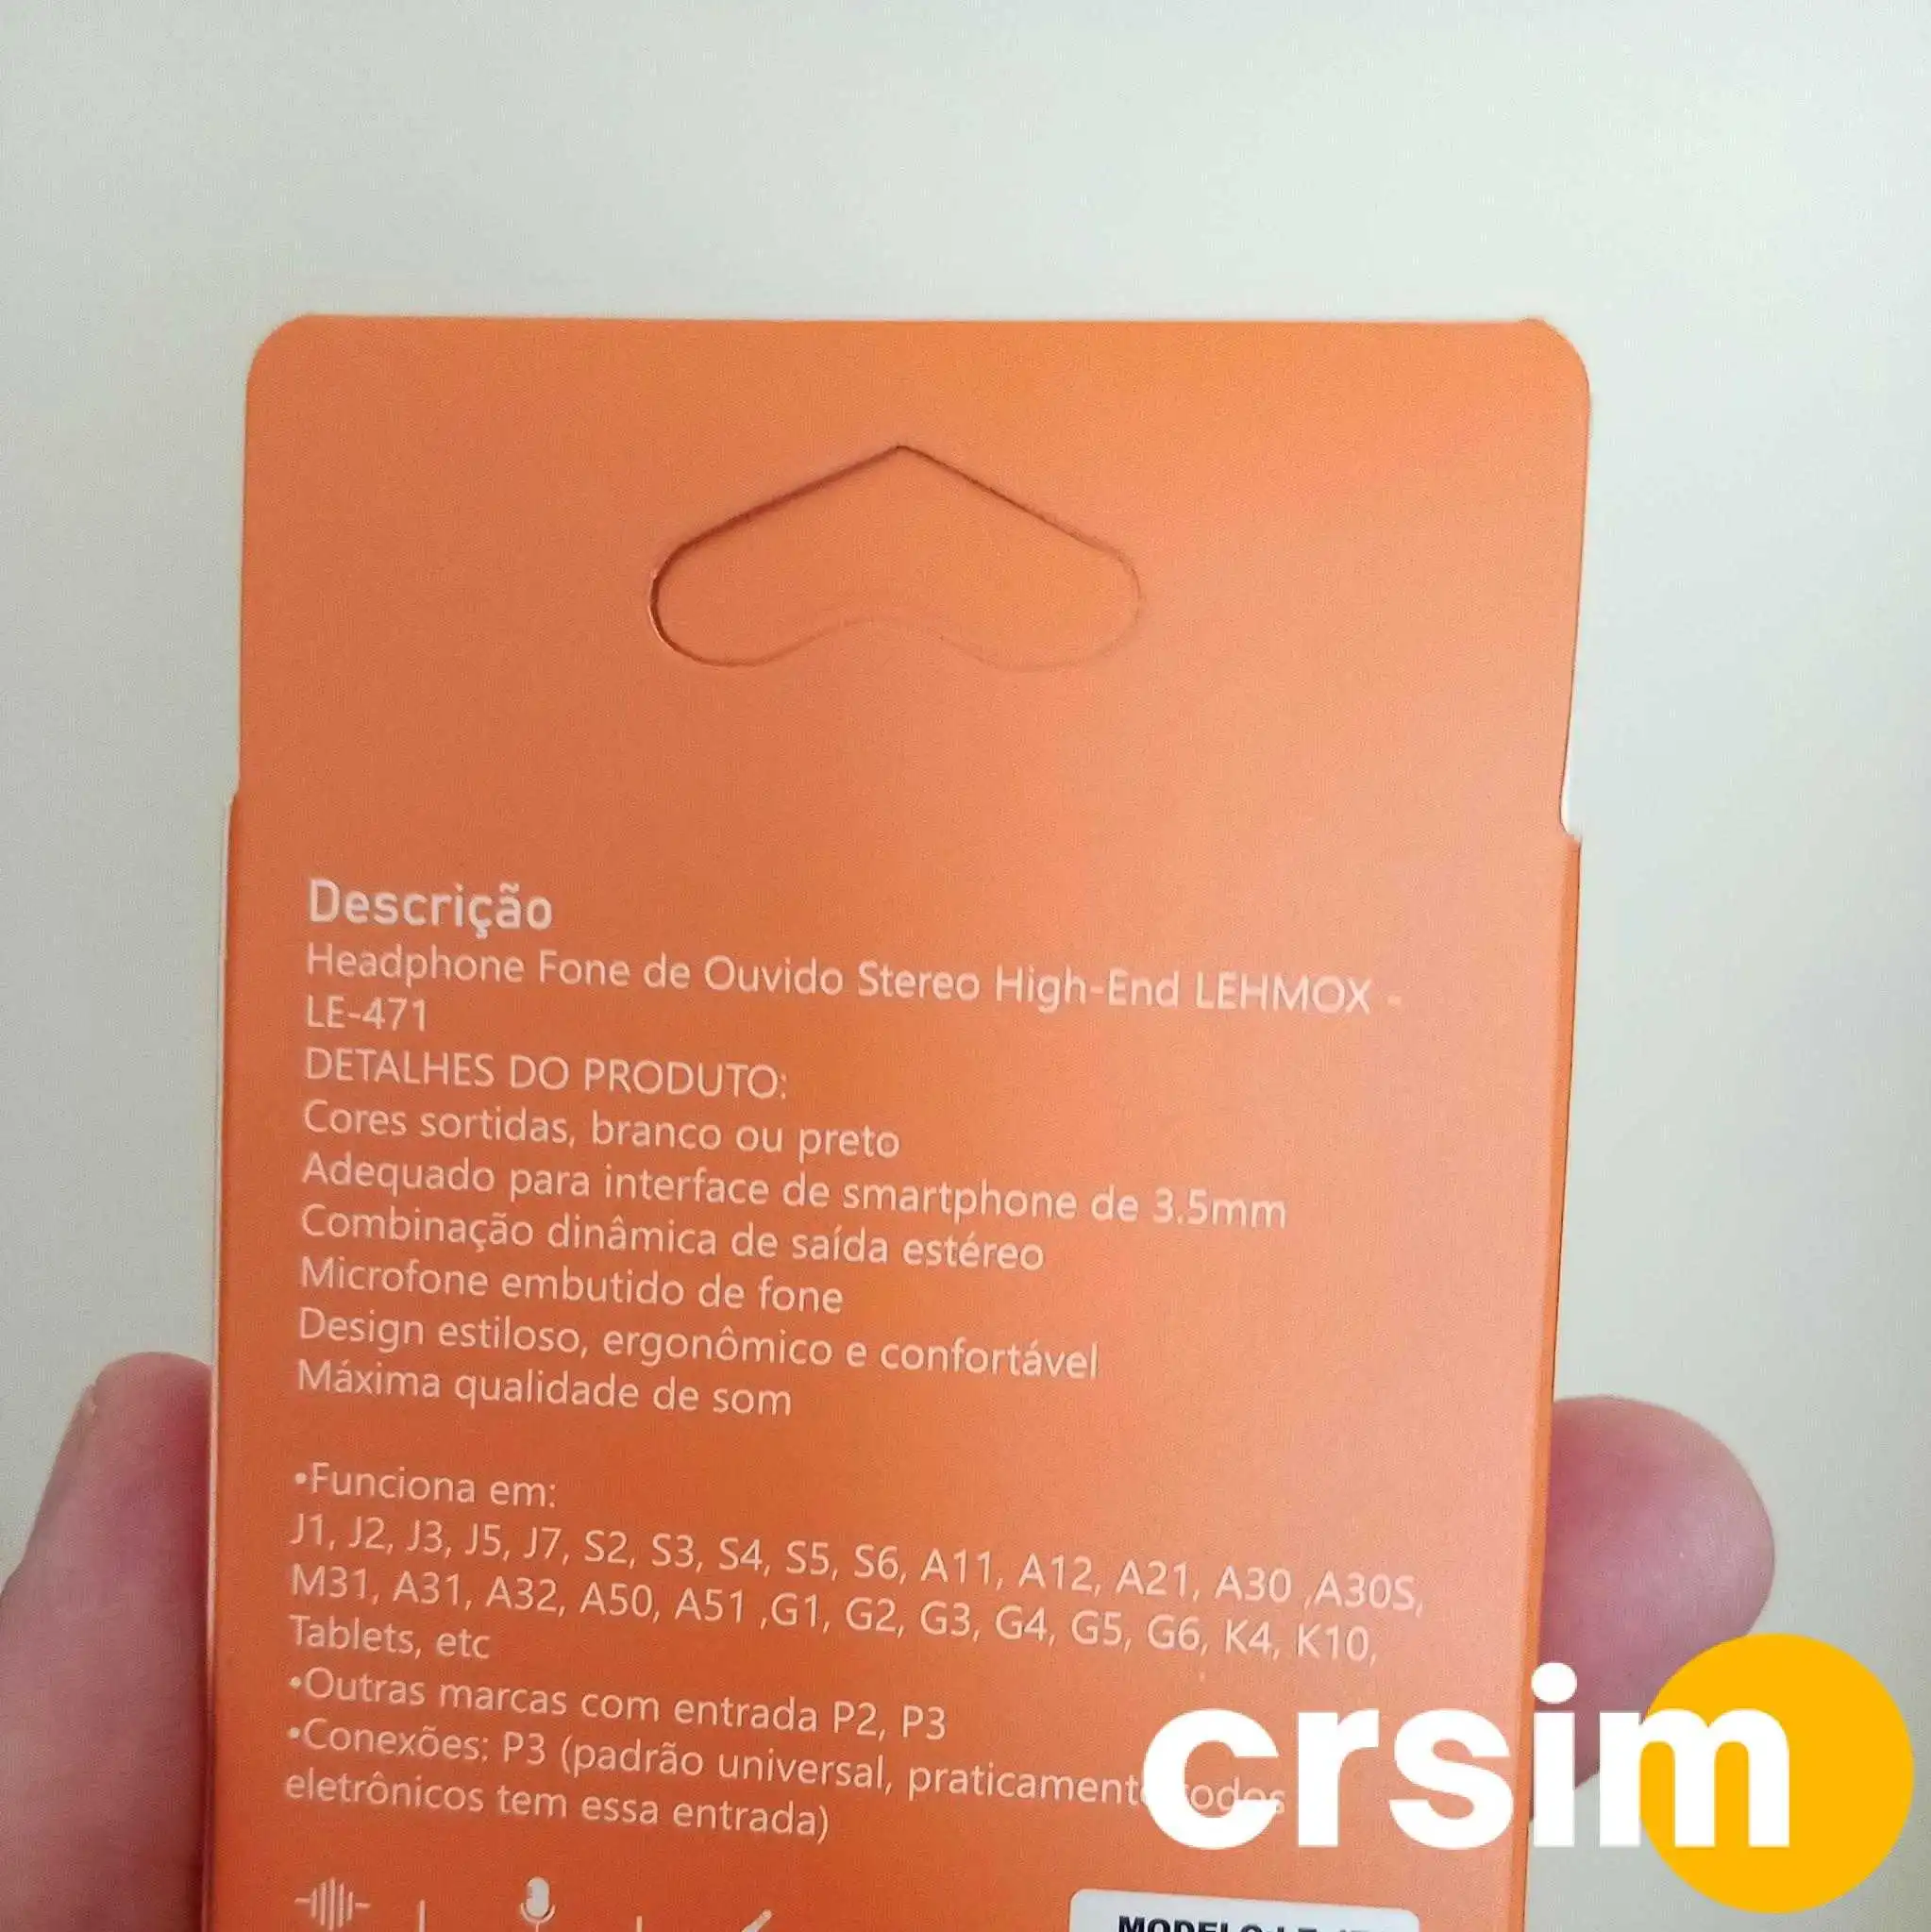 Descrição
Headphone Fone de Ouvido Stereo High-End LEHMOX -
LE-471
DETALHES DO PRODUTO:
Cores sortidas, branco ou preto
Adequado para interface de smartphone de 3.5mm
Combinação dinâmica de saída estéreo
Microfone embutido de fone
Design estiloso, ergonômico e confortável
Máxima qualidade de som
•Funciona em:
J1, J2, J3, J5, J7, S2, S3, S4, S5, S6, A11, A12, A21, A30 ,A30S,
M31, A31, A32, A50, A51 ,G1, G2, G3, G4, G5, G6, K4, K10,
Tablets, etc
•Outras marcas com entrada P2, P3
•Conexões: P3 (padrão universal, praticamente todos
eletrônicos tem essa entrada)
crsim